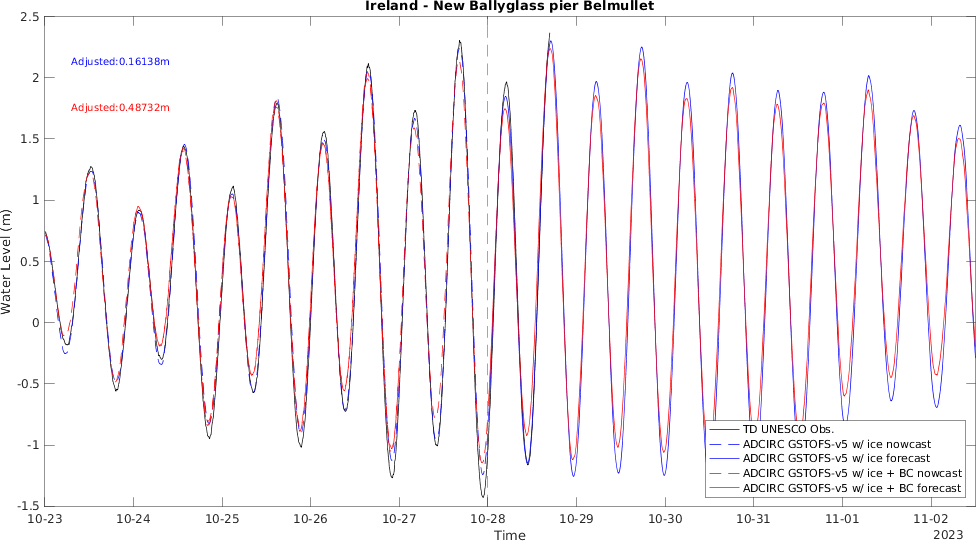 Ireland - New Ballyglass pier Belmullet
2.5
2
1.5
1
0.5
0
-0.5
-1
-1.5
Water Level (m)
Adjusted:0.16138m
Adjusted:0.48732m
TD UNESCO Obs.
ADCIRC GSTOFS-v5 w/ ice nowcast
ADCIRC GSTOFS-v5 w/ ice forecast
ADCIRC GSTOFS-v5 w/ ice + BC nowcast
ADCIRC GSTOFS-v5 w/ ice + BC forecast
10-23 10-24 10-25 10-26 10-27 10-28 10-29 10-30 10-31 11-01 11-02
Time
2023